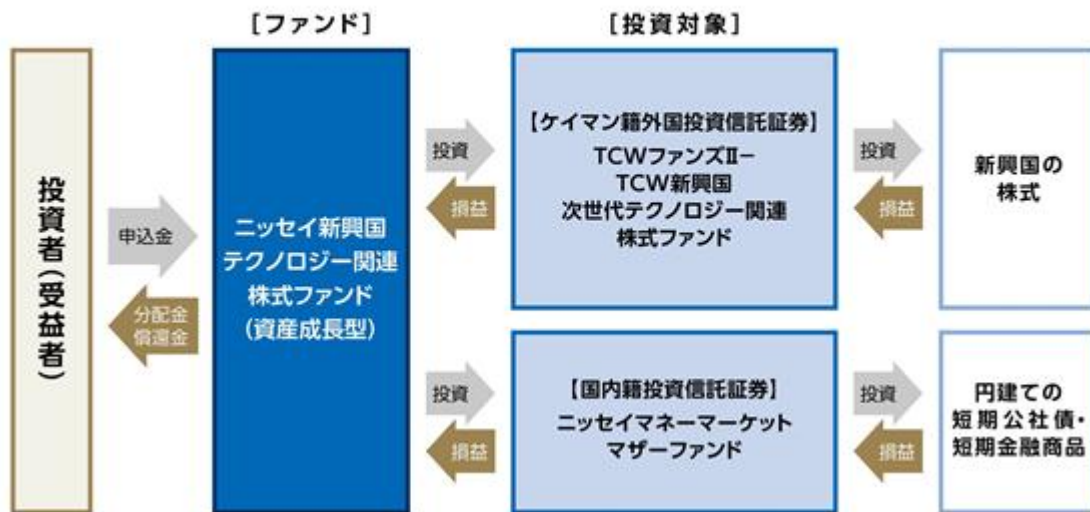 [ファンド]
[投資対象]
投資者(受益者)
申込金
分配金
償還金
ニッセイ新興国
テクノロジー関連
株式ファンド
(資産成長型)
投資
損益
【ケイマン籍外国投資信託証券】
TCWファンズⅡ−
TCW新興国
次世代テクノロジー関連
株式ファンド
投資
損益
新興国の
株式
投資
損益
【国内籍投資信託証券】
ニッセイマネーマーケット
マザーファンド
投資
損益
円建ての
短期公社債・
短期金融商品